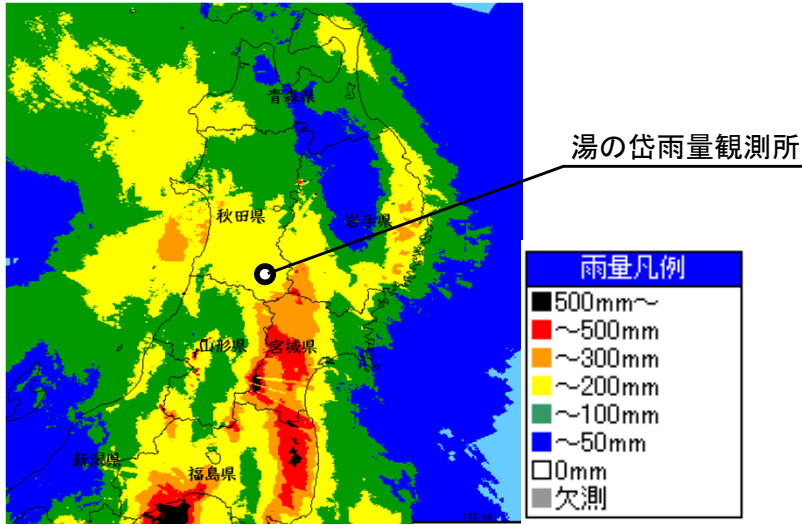 青森県
湯の岱雨量観測所
秋田県
岩手県
雨量凡例
500mm～
～500mm
～300mm
～200mm
～100mm
～50mm
0mm
欠測
山形県
宮城県
新潟県
福島県
100 km